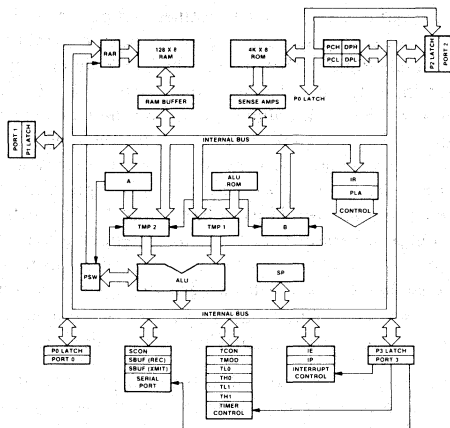 RAR
128 X 8
RAM
4K X 8
ROM
PCH DPH
PCL DPL
P2 LATCH
PORT 2
P0 LATCH
RAM BUFFER
SENSE AMPS
PORT 1
P1 LATCH
INTERNAL BUS
A
ALU
ROM
IR
PLA
CONTROL
TMP 2
TMP 1
B
PSW
ALU
SP
INTERNAL BUS
P0 LATCH
PORT 0
SCON
SBUF (REC)
SBUF (XMIT)
SERIAL
PORT
TCON
TMOD
TL0
TH0
TL1
TH1
TIMER
CONTROL
IE
IP
INTERRUPT
CONTROL
P3 LATCH
PORT 3